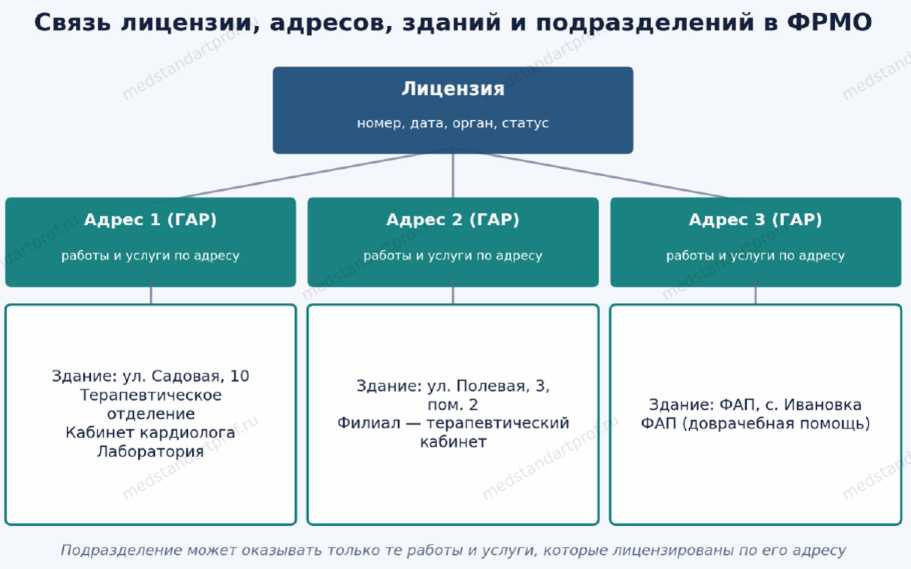 Связь лицензии, адресов, зданий и подразделений в ФРМО
Лицензия
номер, дата, орган, статус
Адрес 1 (ГАР)
работы и услуги по адресу
Адрес 2 (ГАР)
работы и услуги по адресу
Адрес 3 (ГАР)
работы и услуги по адресу
Здание: ул. Садовая, 10
Терапевтическое
отделение
Кабинет кардиолога
Лаборатория
Здание: ул. Полевая, 3,
пом. 2
Филиал — терапевтический
кабинет
Здание: ФАП, с. Ивановка
ФАП (доврачебная помощь)
Подразделение может оказывать только те работы и услуги, которые лицензированы по его адресу
medstandartprof.ru